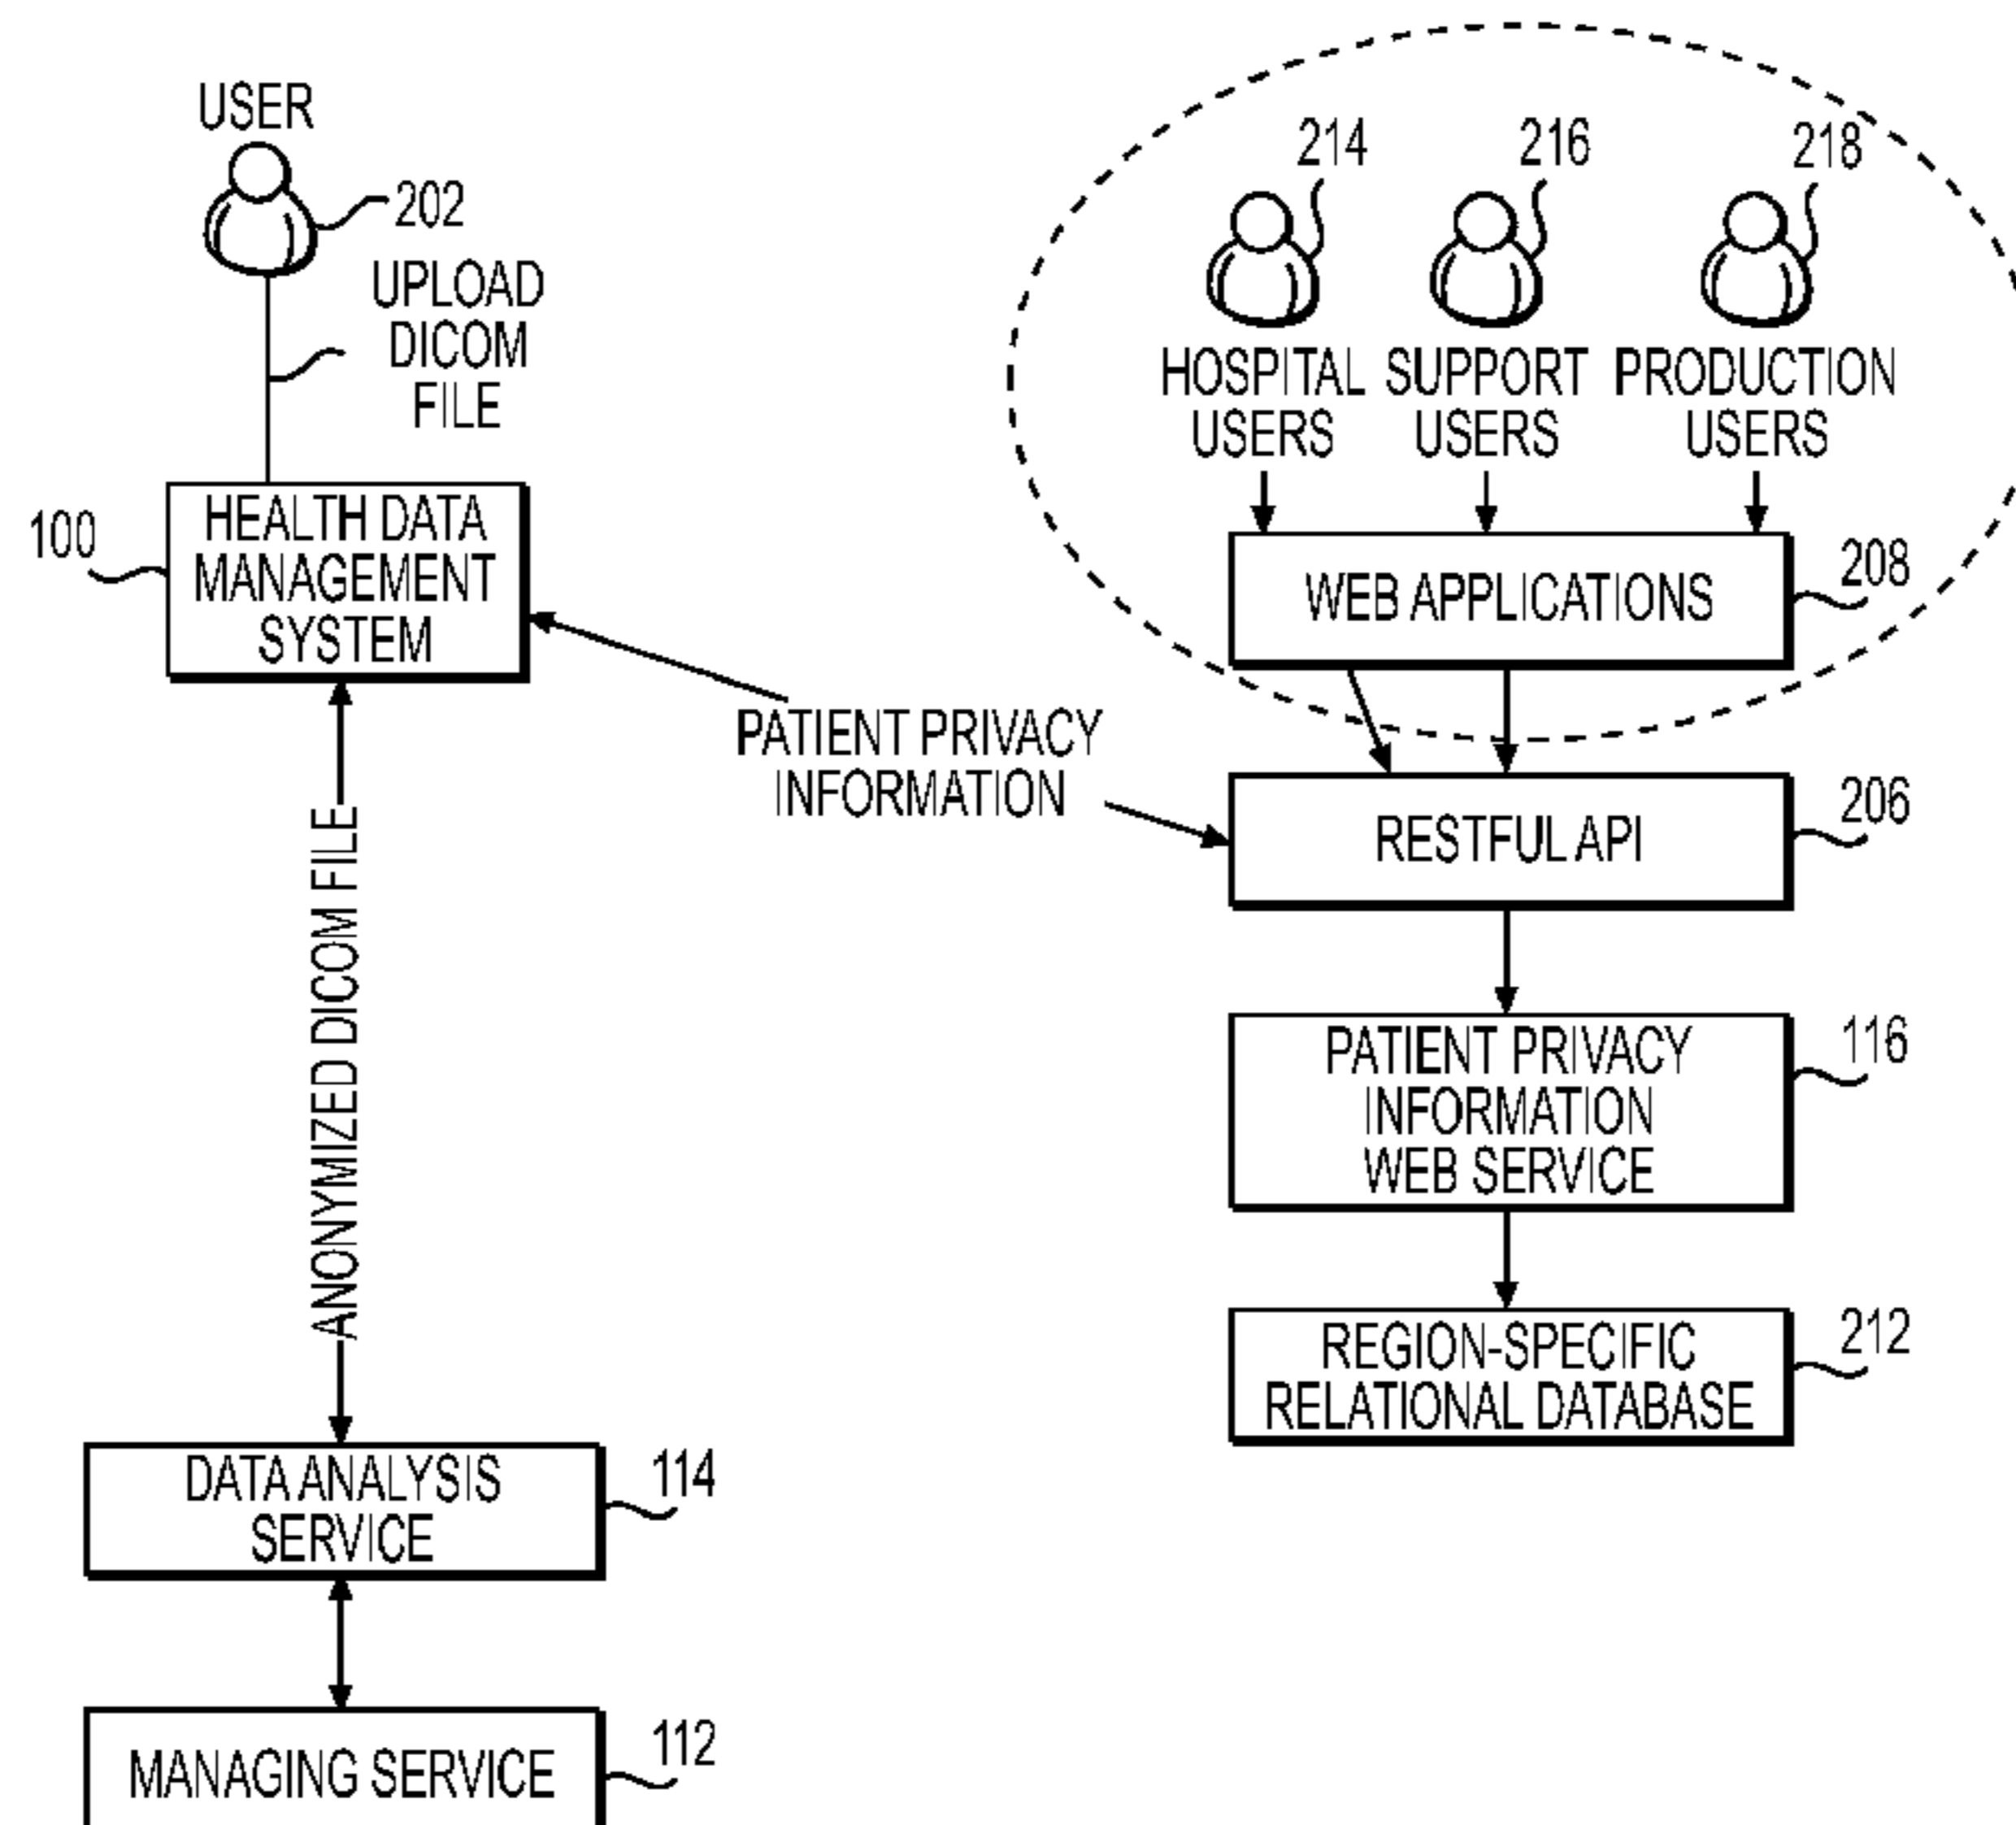 USER
202
UPLOAD
DICOM
FILE
100
HEALTH DATA
MANAGEMENT
SYSTEM
PATIENT PRIVACY
INFORMATION
ANONYMIZED DICOM FILE
DATA ANALYSIS
SERVICE
114
MANAGING SERVICE
112
214
216
218
HOSPITAL
USERS
SUPPORT
USERS
PRODUCTION
USERS
WEB APPLICATIONS
208
RESTFUL API
206
PATIENT PRIVACY
INFORMATION
WEB SERVICE
116
REGION-SPECIFIC
RELATIONAL DATABASE
212